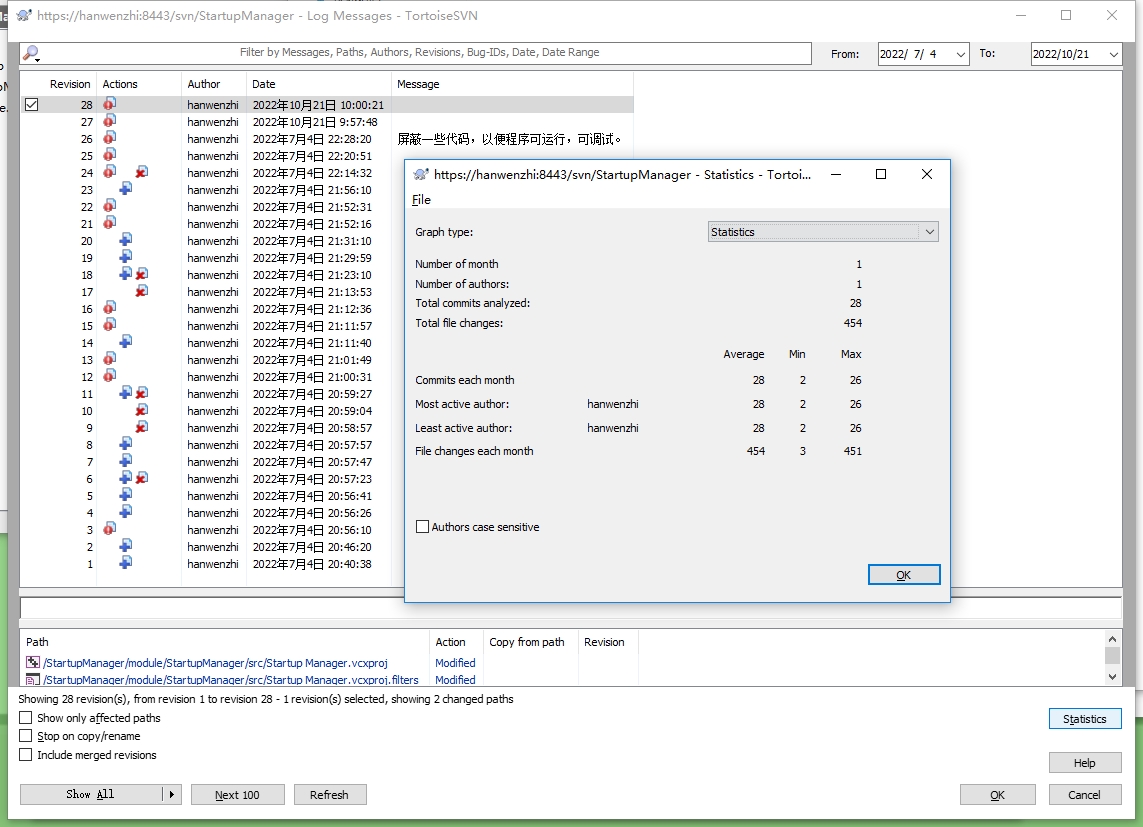 https://hanwenzhi:8443/svn/StartupManager - Log Messages - TortoiseSVN
Filter by Messages, Paths, Authors, Revisions, Bug-IDs, Date, Date Range From: 2022/ 7/ 4 To: 2022/10/21
Revision Actions Author Date Message
28 hanwenzhi 2022年10月21日 10:00:21
27 hanwenzhi 2022年10月21日 9:57:48
26 hanwenzhi 2022年7月4日 22:28:20 屏蔽一些代码，以便程序可运行，可调试。
25 hanwenzhi 2022年7月4日 22:20:51
24 hanwenzhi 2022年7月4日 22:14:32
23 hanwenzhi 2022年7月4日 21:56:10
22 hanwenzhi 2022年7月4日 21:52:31
21 hanwenzhi 2022年7月4日 21:52:16
20 hanwenzhi 2022年7月4日 21:31:10
19 hanwenzhi 2022年7月4日 21:29:59
18 hanwenzhi 2022年7月4日 21:23:10
17 hanwenzhi 2022年7月4日 21:13:53
16 hanwenzhi 2022年7月4日 21:12:36
15 hanwenzhi 2022年7月4日 21:11:57
14 hanwenzhi 2022年7月4日 21:11:40
13 hanwenzhi 2022年7月4日 21:01:49
12 hanwenzhi 2022年7月4日 21:00:31
11 hanwenzhi 2022年7月4日 20:59:27
10 hanwenzhi 2022年7月4日 20:59:04
9 hanwenzhi 2022年7月4日 20:58:57
8 hanwenzhi 2022年7月4日 20:57:57
7 hanwenzhi 2022年7月4日 20:57:47
6 hanwenzhi 2022年7月4日 20:57:23
5 hanwenzhi 2022年7月4日 20:56:41
4 hanwenzhi 2022年7月4日 20:56:26
3 hanwenzhi 2022年7月4日 20:56:10
2 hanwenzhi 2022年7月4日 20:46:20
1 hanwenzhi 2022年7月4日 20:40:38
https://hanwenzhi:8443/svn/StartupManager - Statistics - Tortoi...
File
Graph type: Statistics
Number of month 1
Number of authors: 1
Total commits analyzed: 28
Total file changes: 454
Average Min Max
Commits each month 28 2 26
Most active author: hanwenzhi 28 2 26
Least active author: hanwenzhi 28 2 26
File changes each month 454 3 451
Authors case sensitive
OK
Path Action Copy from path Revision
/StartupManager/module/StartupManager/src/Startup Manager.vcxproj Modified
/StartupManager/module/StartupManager/src/Startup Manager.vcxproj.filters Modified
Showing 28 revision(s), from revision 1 to revision 28 - 1 revision(s) selected, showing 2 changed paths
Show only affected paths
Stop on copy/rename
Include merged revisions
Statistics
Help
Show All Next 100 Refresh OK Cancel